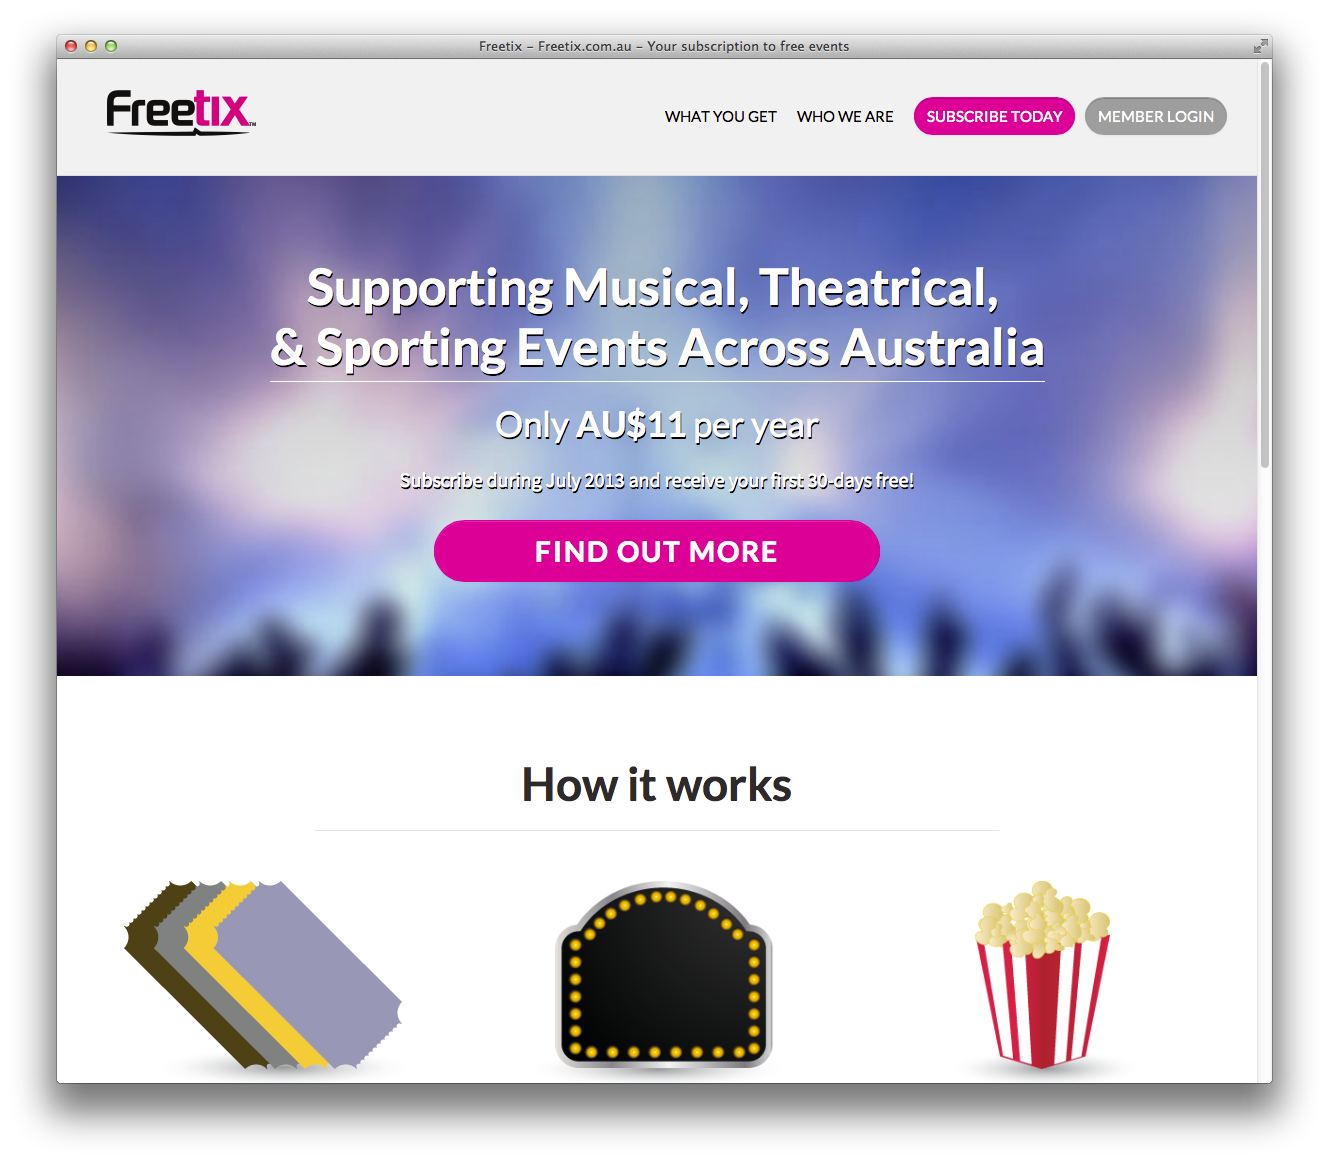 Freetix – Freetix.com.au – Your subscription to free events
Freetix™
WHAT YOU GET
WHO WE ARE
SUBSCRIBE TODAY
MEMBER LOGIN
Supporting Musical, Theatrical,
& Sporting Events Across Australia
Only AU$11 per year
Subscribe during July 2013 and receive your first 30-days free!
FIND OUT MORE
How it works